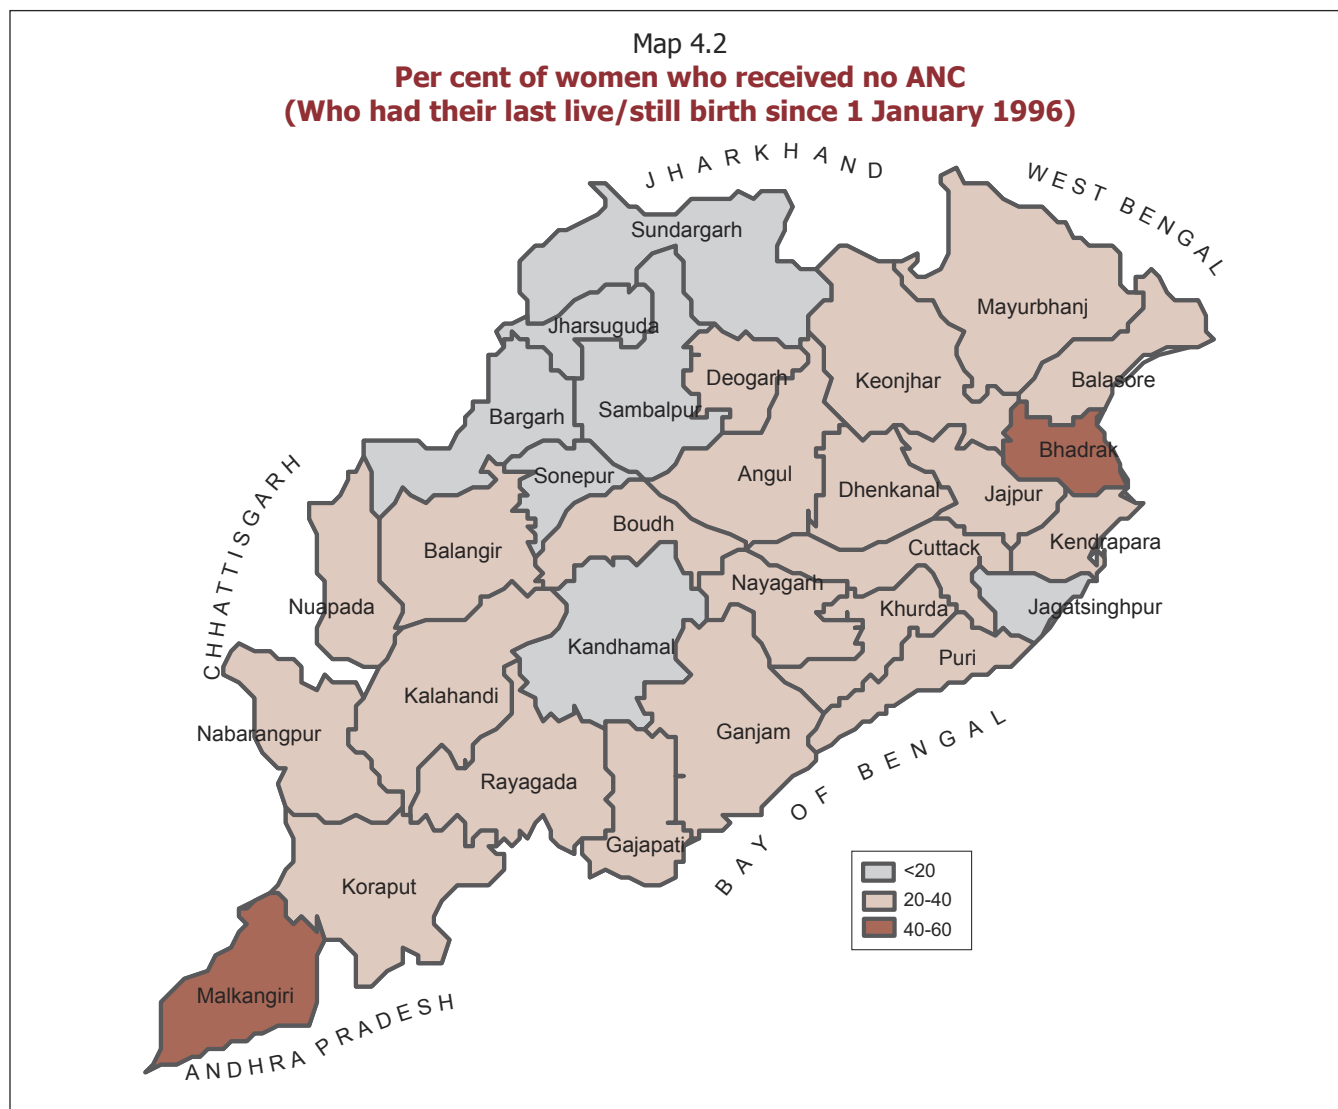 Map 4.2
Per cent of women who received no ANC
(Who had their last live/still birth since 1 January 1996)
JHARKHAND
WEST BENGAL
Sundargarh
Mayurbhanj
Jharsuguda
Deogarh
Keonjhar
Balasore
Bargarh
Sambalpur
Bhadrak
CHHATTISGARH
Sonepur
Angul
Dhenkanal
Jajpur
Boudh
Balangir
Cuttack
Kendrapara
Nuapada
Nayagarh
Khurda
Jagatsinghpur
Kandhamal
Puri
Kalahandi
Nabarangpur
Ganjam
BAY OF BENGAL
Rayagada
Gajapati
Koraput
<20
20-40
40-60
Malkangiri
ANDHRA PRADESH